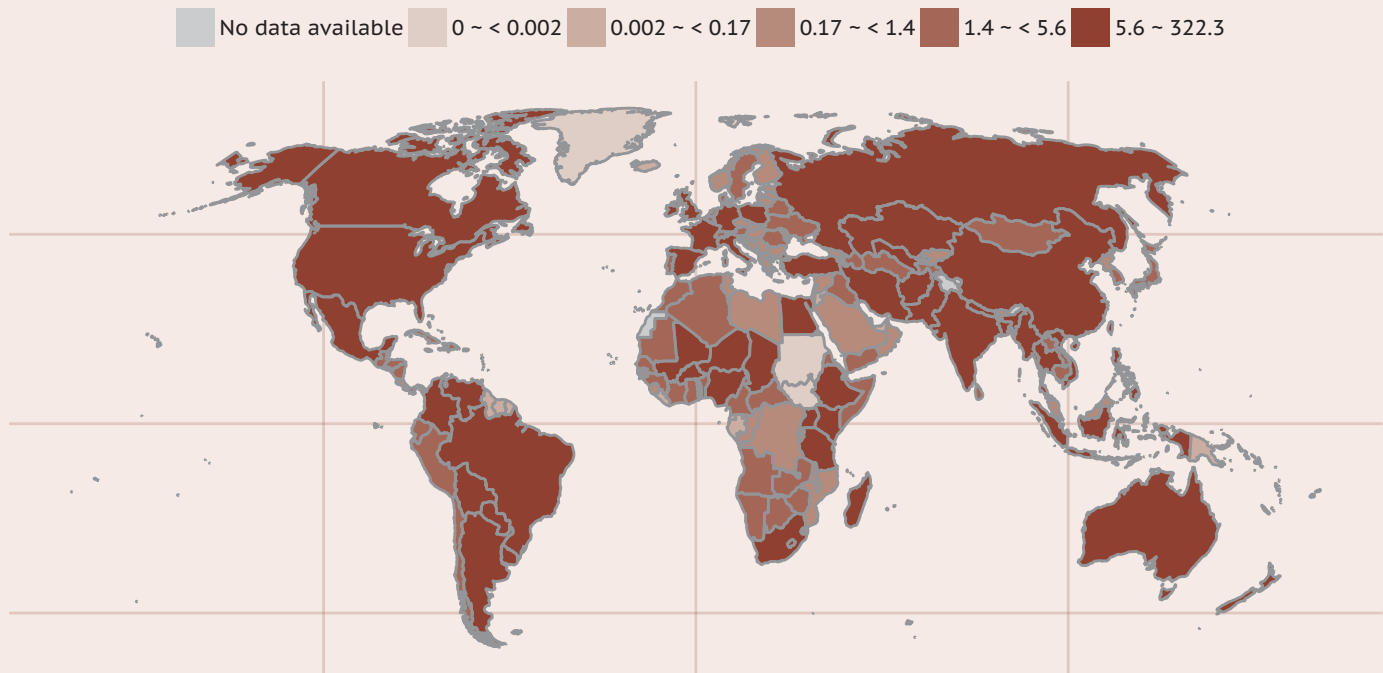 No data available 0 ~ < 0.002 0.002 ~ < 0.17 0.17 ~ < 1.4 1.4 ~ < 5.6 5.6 ~ 322.3